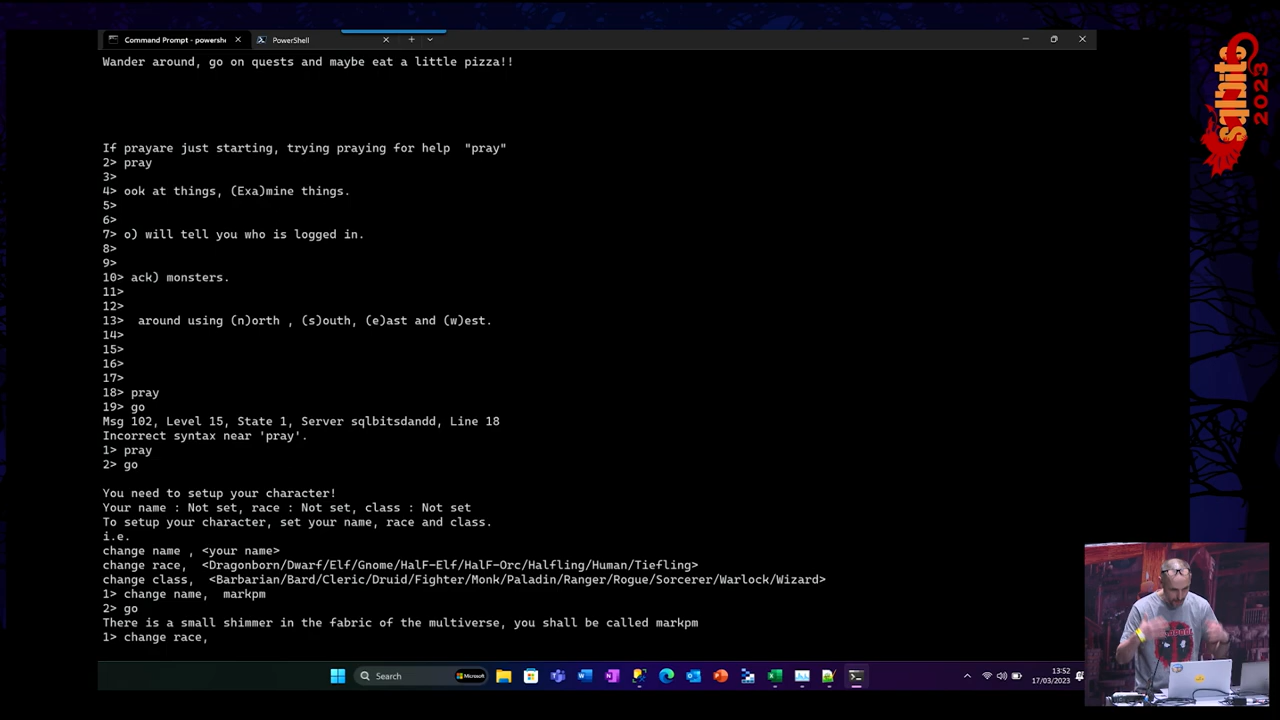 Command Prompt - powersh
PowerShell
Wander around, go on quests and maybe eat a little pizza!!
If prayare just starting, trying praying for help  "pray"
2> pray
3>
4> ook at things, (Exa)mine things.
5>
6>
7> o) will tell you who is logged in.
8>
9>
10> ack) monsters.
11>
12>
13>  around using (n)orth , (s)outh, (e)ast and (w)est.
14>
15>
16>
17>
18> pray
19> go
Msg 102, Level 15, State 1, Server sqlbitsdandd, Line 18
Incorrect syntax near 'pray'.
1> pray
2> go
You need to setup your character!
Your name : Not set, race : Not set, class : Not set
To setup your character, set your name, race and class.
i.e.
change name , <your name>
change race,  <Dragonborn/Dwarf/Elf/Gnome/HalF-Elf/HalF-Orc/Halfling/Human/Tiefling>
change class,  <Barbarian/Bard/Cleric/Druid/Fighter/Monk/Paladin/Ranger/Rogue/Sorcerer/Warlock/Wizard>
1> change name,  markpm
2> go
There is a small shimmer in the fabric of the multiverse, you shall be called markpm
1> change race,
Search
Microsoft
13:52
17/03/2023
sqlbits
2023